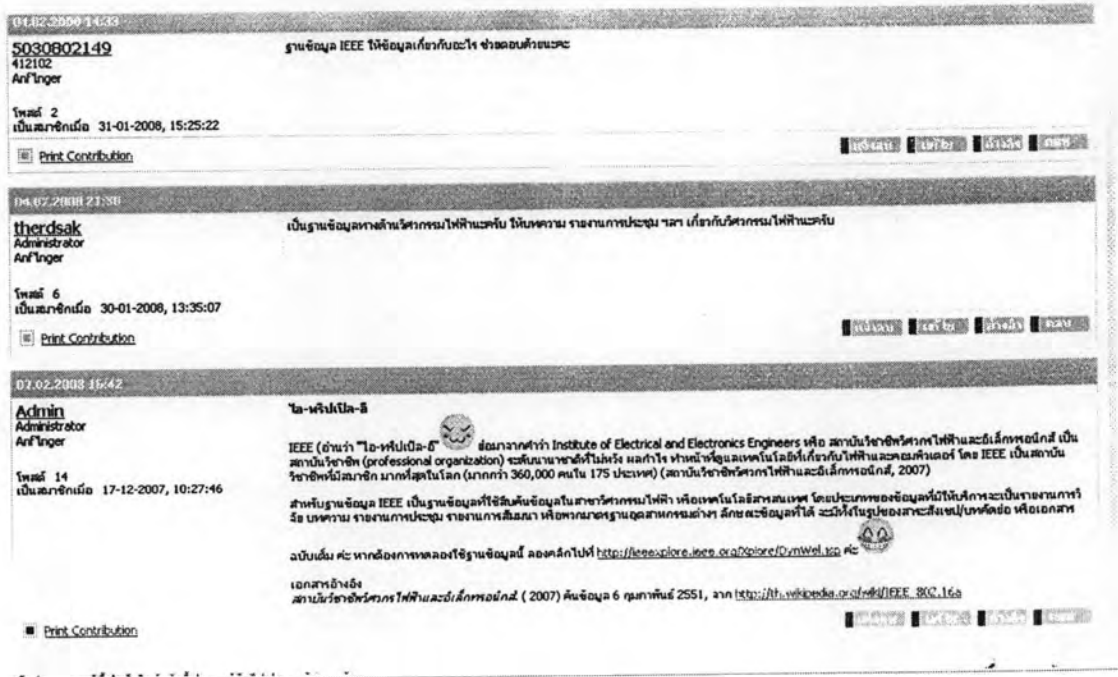 5030802149
ฐานข้อมูล IEEE ให้ข้อมูลเกี่ยวกับอะไร ช่วยตอบด้วยนะคะ
412102
Anf?nger
โพสต์ 2
เป็นสมาชิกเมื่อ 31-01-2008, 15:25:22
Print Contribution
therdsak
เป็นฐานข้อมูลทางด้านวิศวกรรมไฟฟ้านะครับ ให้บทความ รายงานการประชุม ฯลฯ เกี่ยวกับวิศวกรรมไฟฟ้านะครับ
Administrator
Anf?nger
โพสต์ 6
เป็นสมาชิกเมื่อ 30-01-2008, 13:35:07
Print Contribution
07.02.2008 16:42
Admin
ไอ-ทริปเปิล-อี
Administrator
Anf?nger
โพสต์ 14
เป็นสมาชิกเมื่อ 17-12-2007, 10:27:46
IEEE (อ่านว่า "ไอ-ทริปเปิล-อี" ย่อมาจากคำว่า Institute of Electrical and Electronics Engineers หรือ สถาบันวิชาชีพวิศวกรไฟฟ้าและอิเล็กทรอนิกส์ เป็น
สถาบันวิชาชีพ (professional organization) ระดับนานาชาติที่ไม่หวัง ผลกำไร ทำหน้าที่ดูแลเทคโนโลยีที่เกี่ยวกับไฟฟ้าและคอมพิวเตอร์ โดย IEEE เป็นสถาบัน
วิชาชีพที่มีสมาชิก มากที่สุดในโลก (มากกว่า 360,000 คนใน 175 ประเทศ) (สถาบันวิชาชีพวิศวกรไฟฟ้าและอิเล็กทรอนิกส์, 2007)
สำหรับฐานข้อมูล IEEE เป็นฐานข้อมูลที่ใช้สืบค้นข้อมูลในสาขาวิศวกรรมไฟฟ้า หรือเทคโนโลยีสารสนเทศ โดยประเภทของข้อมูลที่มีให้บริการจะเป็นรายงานการวิ
จัย บทความ รายงานการประชุม รายงานการสัมมนา หรือพวกมาตรฐานอุตสาหกรรมต่างๆ ลักษณะข้อมูลที่ได้ จะมีทั้งในรูปของสาระสังเขป/บทคัดย่อ หรือเอกสาร
ฉบับเต็ม ค่ะ หากต้องการทดลองใช้ฐานข้อมูลนี้ ลองคลิกไปที่ http://ieeexplore.ieee.org/Xplore/DynWel.jsp ค่ะ
เอกสารอ้างอิง
สถาบันวิชาชีพวิศวกรไฟฟ้าและอิเล็กทรอนิกส์. ( 2007) ค้นข้อมูล 6 กุมภาพันธ์ 2551, จาก http://th.wikipedia.org/wiki/IEEE_802.16a
Print Contribution